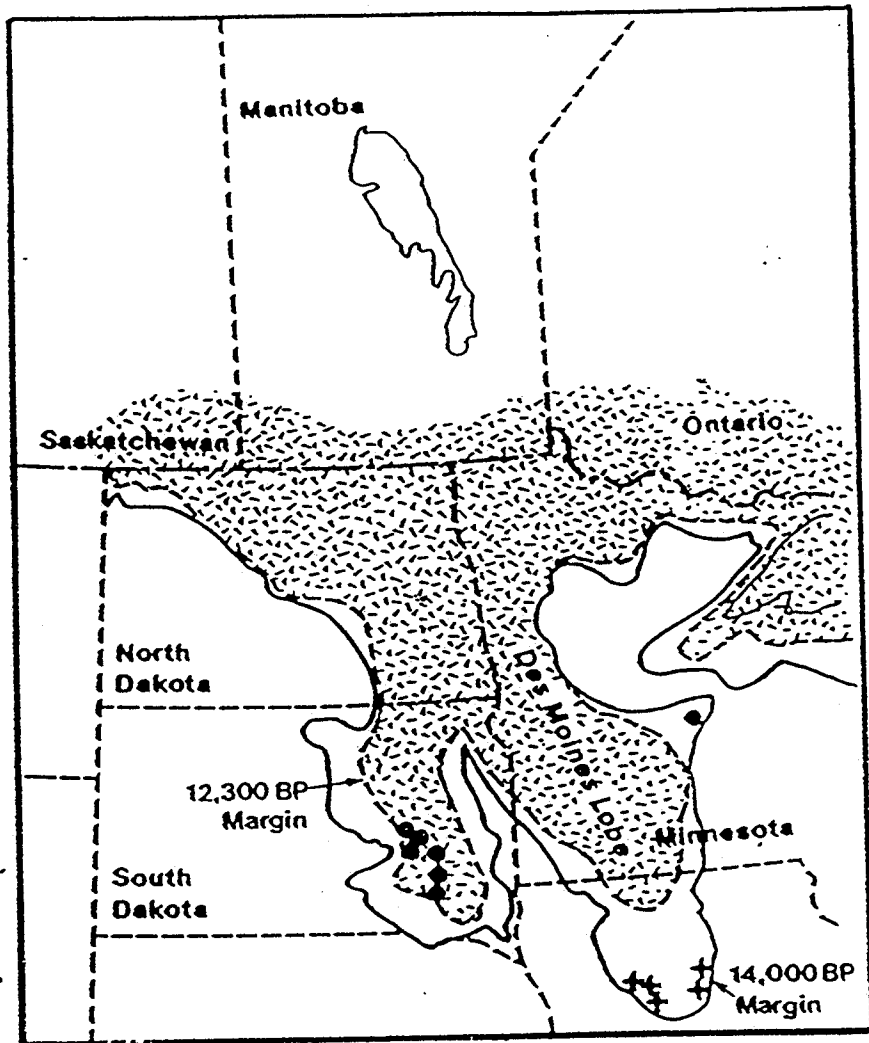 Manitoba
Saskatchewan
Ontario
North
Dakota
Des Moines Lobe
12,300 BP
Margin
Minnesota
South
Dakota
14,000 BP
Margin